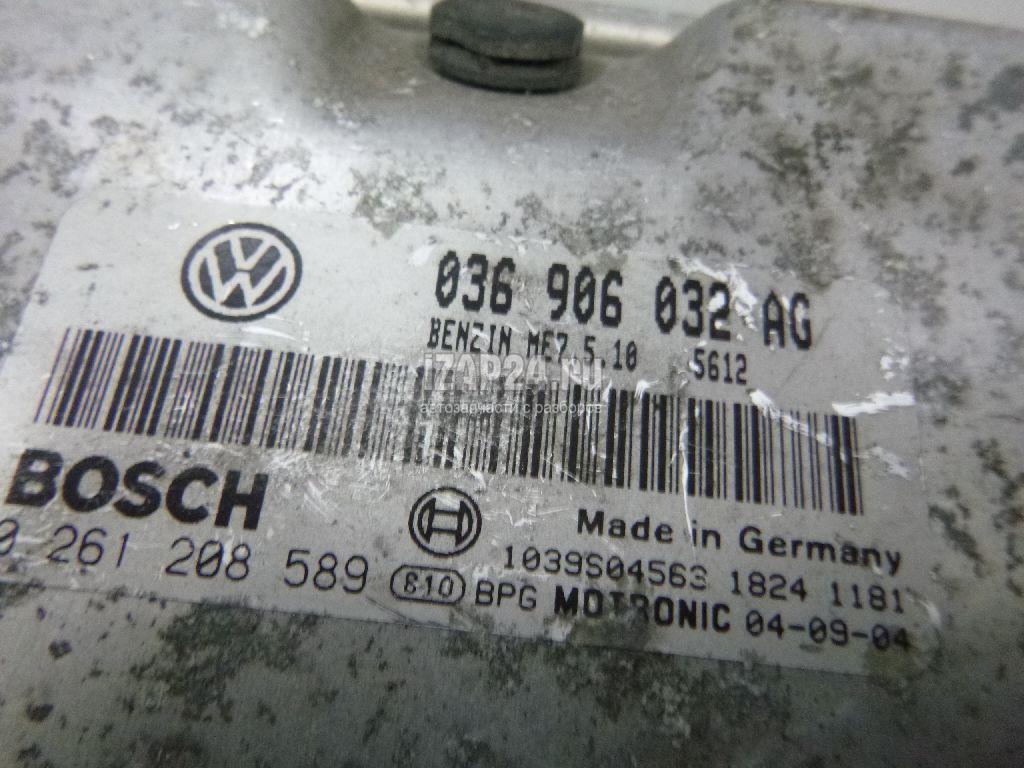 036 906 032 AG
BENZIN ME7.5.10 5612
iZAP24.RU
автозапчасти с разборов
BOSCH
Made in Germany
0 261 208 589
1039S04563 1824 1181
810 BPG MOTRONIC 04-09-04